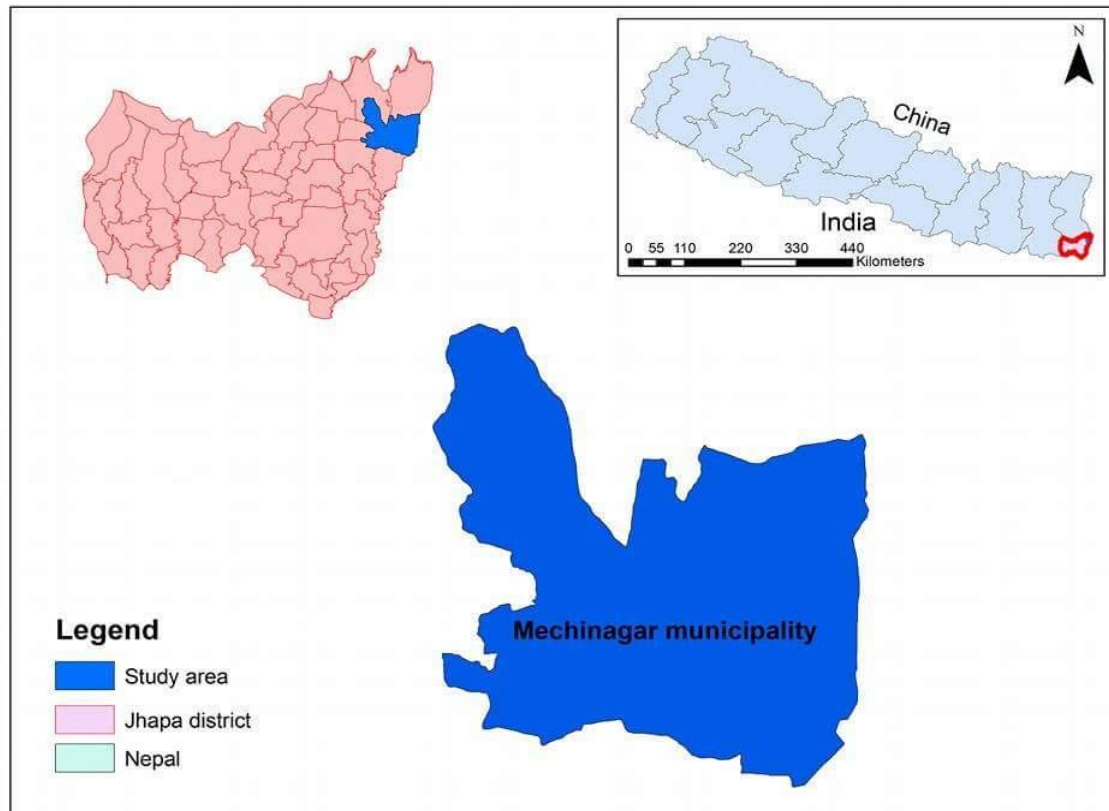 N
China
India
0 55 110 220 330 440
Kilometers
Mechinagar municipality
Legend
Study area
Jhapa district
Nepal